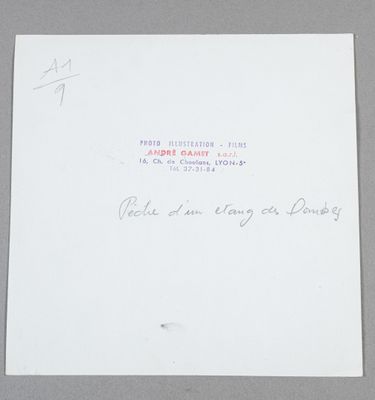 A1
9
PHOTO ILLUSTRATION - FILMS
ANDRÉ GAMET s.a.r.l.
16, Ch. de Choulans, LYON-5e
Tél. 37-31-84
Pêche d'un etang des Dombes